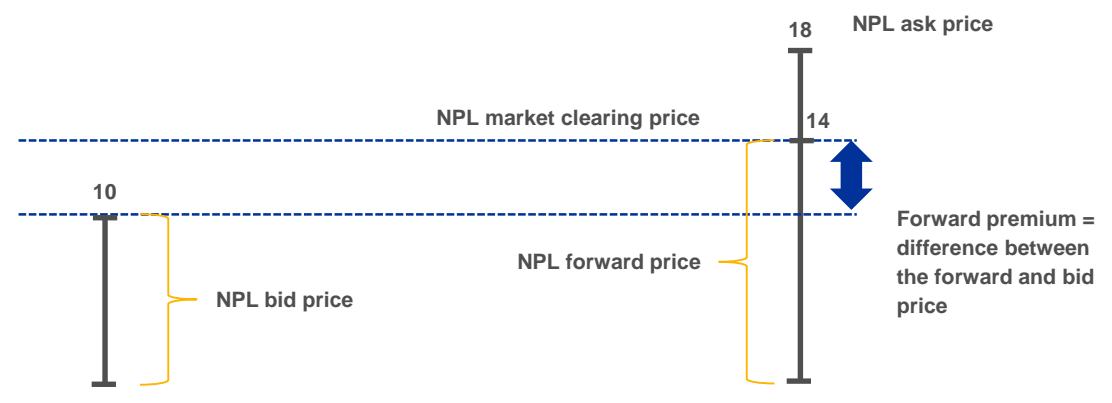 NPL ask price
18
NPL market clearing price
14
10
Forward premium =
difference between
the forward and bid
price
NPL forward price
NPL bid price